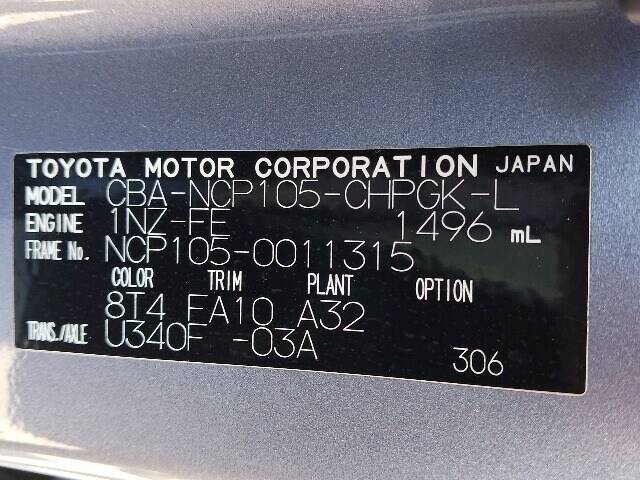 TOYOTA MOTOR CORPORATION JAPAN
MODEL CBA-NCP105-CHPGK-L
ENGINE 1NZ-FE 1496 mL
FRAME No. NCP105-0011315
COLOR TRIM PLANT OPTION
8T4 FA10 A32
TRANS./AXLE U340F -03A 306